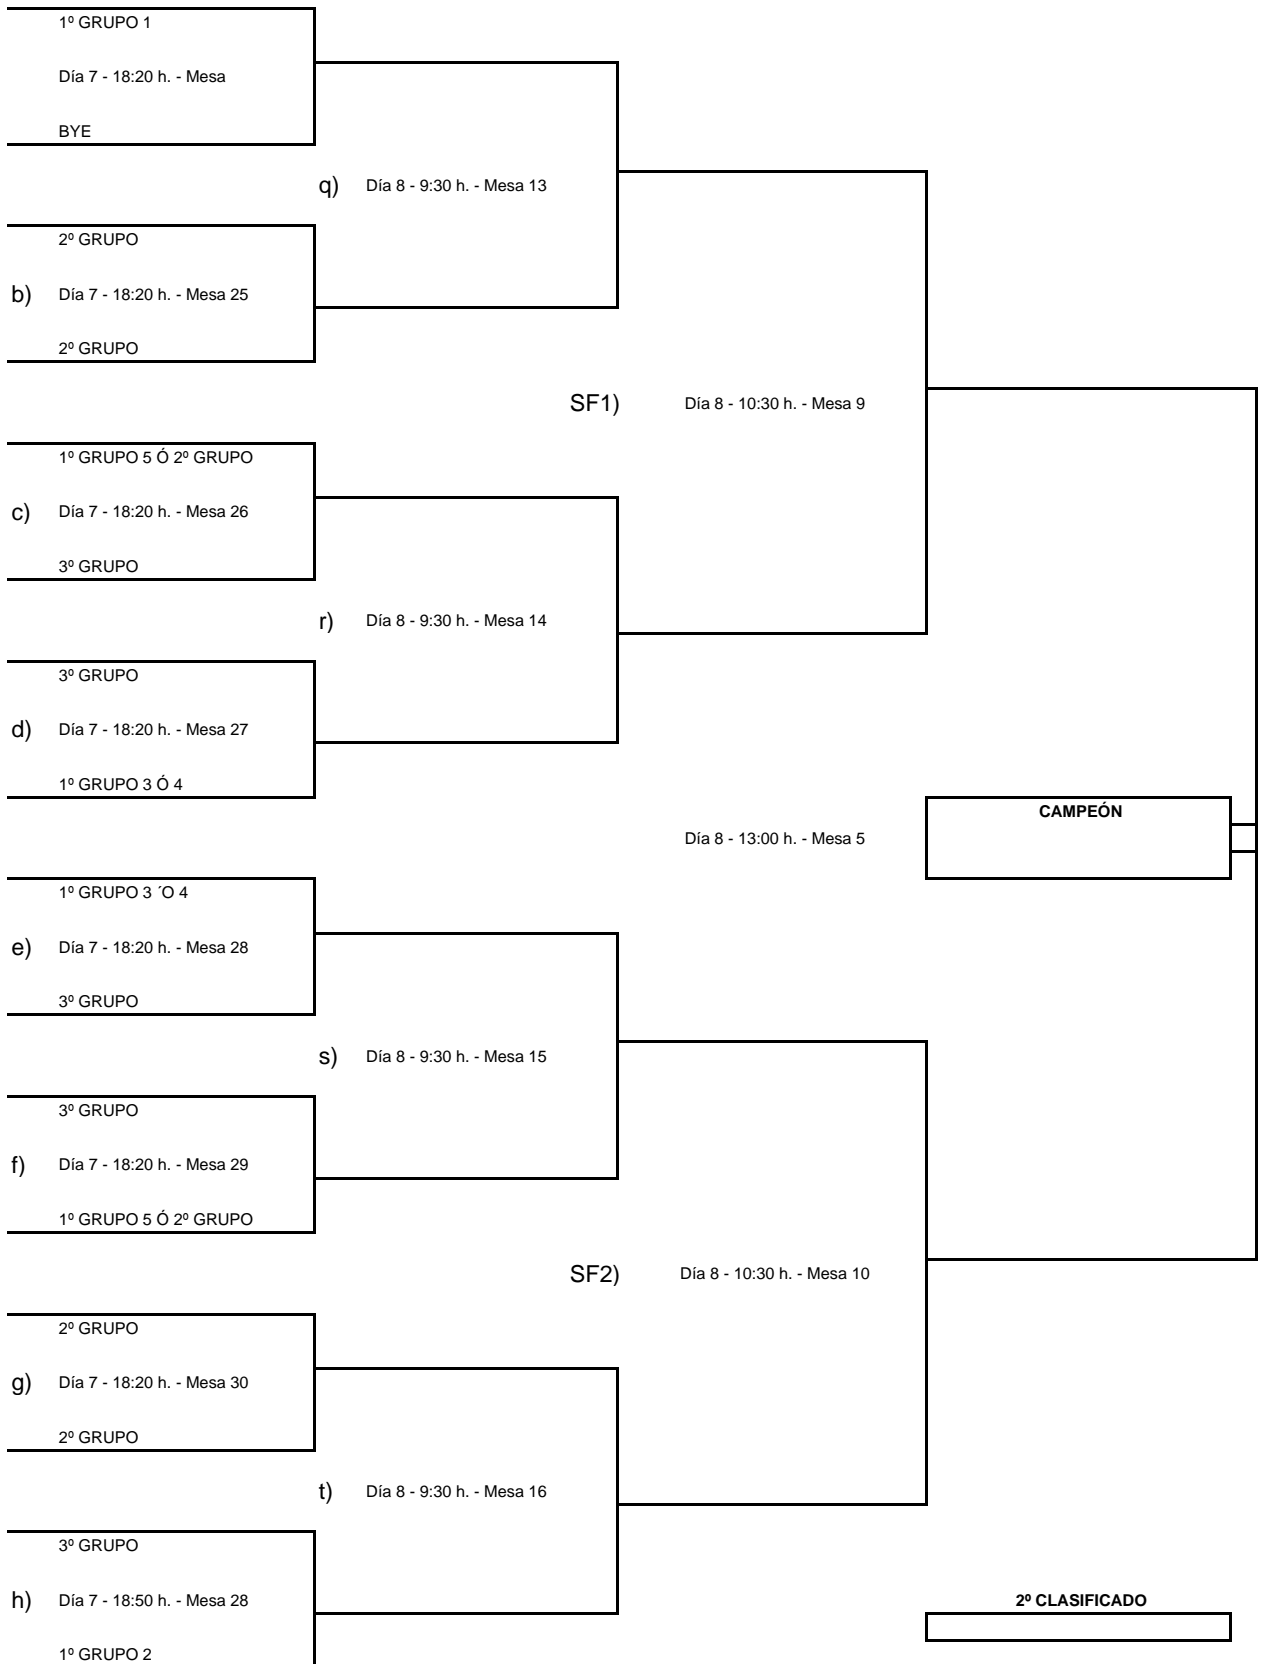 1º GRUPO 1
Día 7 - 18:20 h. - Mesa
BYE
q) Día 8 - 9:30 h. - Mesa 13
2º GRUPO
b) Día 7 - 18:20 h. - Mesa 25
2º GRUPO
SF1) Día 8 - 10:30 h. - Mesa 9
1º GRUPO 5 Ó 2º GRUPO
c) Día 7 - 18:20 h. - Mesa 26
3º GRUPO
r) Día 8 - 9:30 h. - Mesa 14
3º GRUPO
d) Día 7 - 18:20 h. - Mesa 27
1º GRUPO 3 Ó 4
CAMPEÓN
Día 8 - 13:00 h. - Mesa 5
1º GRUPO 3 ´O 4
e) Día 7 - 18:20 h. - Mesa 28
3º GRUPO
s) Día 8 - 9:30 h. - Mesa 15
3º GRUPO
f) Día 7 - 18:20 h. - Mesa 29
1º GRUPO 5 Ó 2º GRUPO
SF2) Día 8 - 10:30 h. - Mesa 10
2º GRUPO
g) Día 7 - 18:20 h. - Mesa 30
2º GRUPO
t) Día 8 - 9:30 h. - Mesa 16
3º GRUPO
h) Día 7 - 18:50 h. - Mesa 28
2º CLASIFICADO
1º GRUPO 2